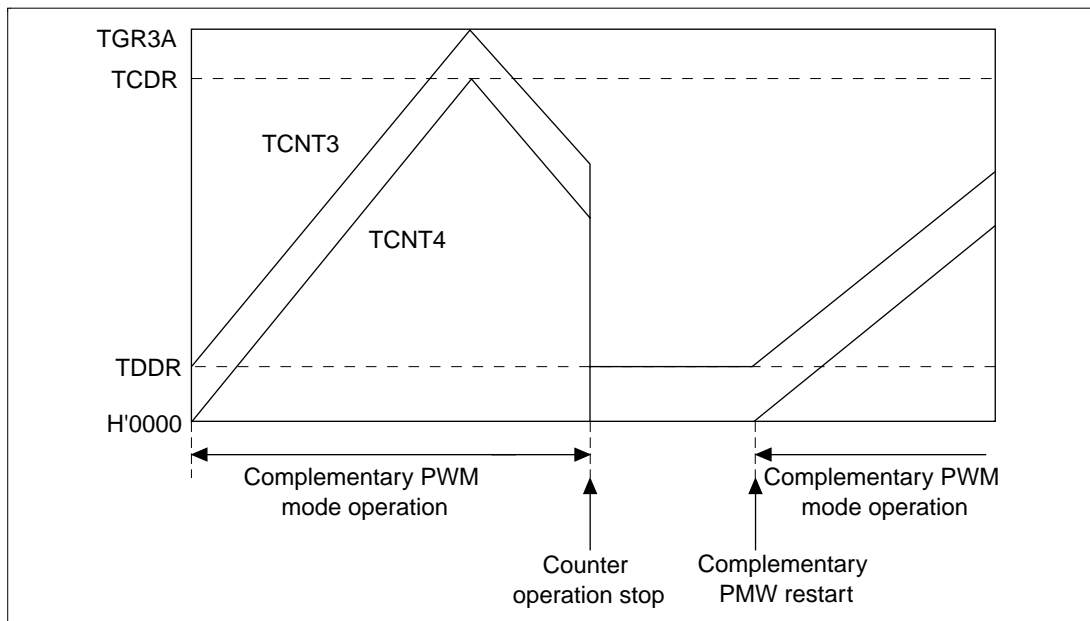 TGR3A
TCDR
TCNT3
TCNT4
TDDR
H'0000
Complementary PWM
mode operation
Complementary PWM
mode operation
Counter
operation stop
Complementary
PMW restart